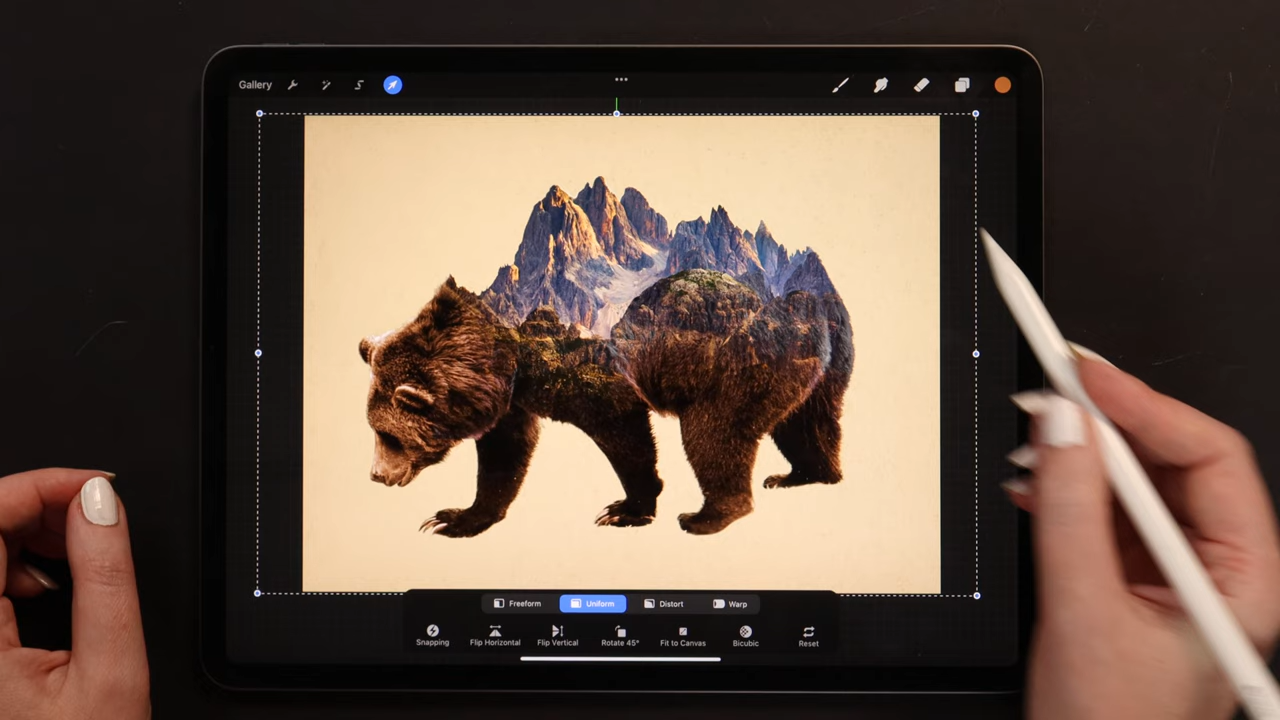 Gallery
Freeform Uniform Distort Warp
Snapping Flip Horizontal Flip Vertical Rotate 45° Fit to Canvas Bicubic Reset